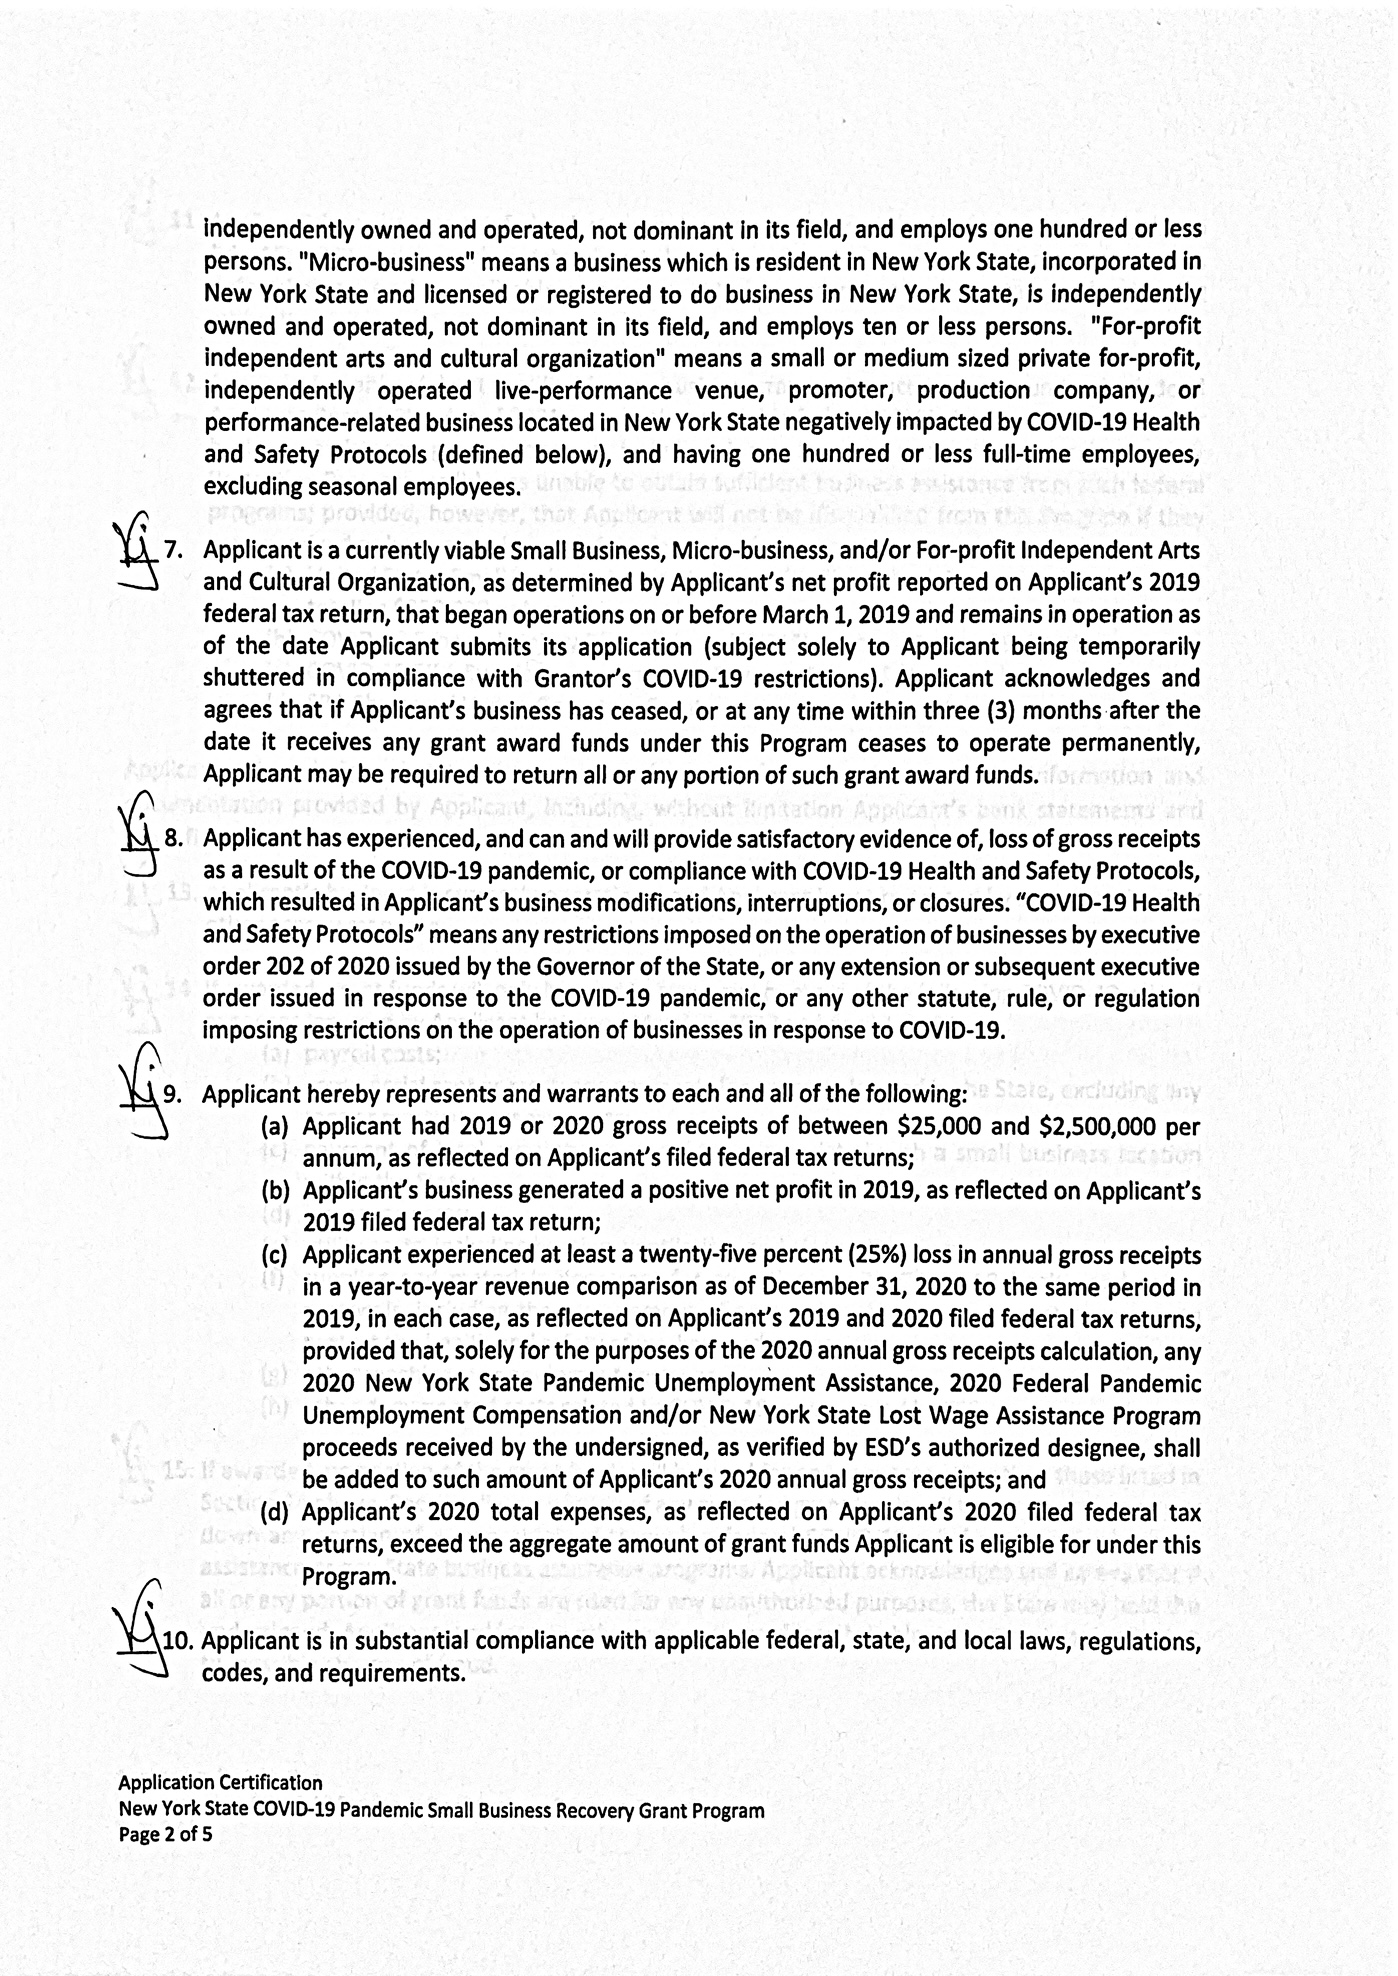 independently owned and operated, not dominant in its field, and employs one hundred or less
persons. "Micro-business" means a business which is resident in New York State, incorporated in
New York State and licensed or registered to do business in New York State, is independently
owned and operated, not dominant in its field, and employs ten or less persons. "For-profit
independent arts and cultural organization" means a small or medium sized private for-profit,
independently operated live-performance venue, promoter, production company, or
performance-related business located in New York State negatively impacted by COVID-19 Health
and Safety Protocols (defined below), and having one hundred or less full-time employees,
excluding seasonal employees.
Kj 7. Applicant is a currently viable Small Business, Micro-business, and/or For-profit Independent Arts
and Cultural Organization, as determined by Applicant's net profit reported on Applicant's 2019
federal tax return, that began operations on or before March 1, 2019 and remains in operation as
of the date Applicant submits its application (subject solely to Applicant being temporarily
shuttered in compliance with Grantor's COVID-19 restrictions). Applicant acknowledges and
agrees that if Applicant's business has ceased, or at any time within three (3) months after the
date it receives any grant award funds under this Program ceases to operate permanently,
Applicant may be required to return all or any portion of such grant award funds.
Kj 8. Applicant has experienced, and can and will provide satisfactory evidence of, loss of gross receipts
as a result of the COVID-19 pandemic, or compliance with COVID-19 Health and Safety Protocols,
which resulted in Applicant's business modifications, interruptions, or closures. “COVID-19 Health
and Safety Protocols” means any restrictions imposed on the operation of businesses by executive
order 202 of 2020 issued by the Governor of the State, or any extension or subsequent executive
order issued in response to the COVID-19 pandemic, or any other statute, rule, or regulation
imposing restrictions on the operation of businesses in response to COVID-19.
Kj 9. Applicant hereby represents and warrants to each and all of the following:
(a) Applicant had 2019 or 2020 gross receipts of between $25,000 and $2,500,000 per
annum, as reflected on Applicant's filed federal tax returns;
(b) Applicant's business generated a positive net profit in 2019, as reflected on Applicant's
2019 filed federal tax return;
(c) Applicant experienced at least a twenty-five percent (25%) loss in annual gross receipts
in a year-to-year revenue comparison as of December 31, 2020 to the same period in
2019, in each case, as reflected on Applicant's 2019 and 2020 filed federal tax returns,
provided that, solely for the purposes of the 2020 annual gross receipts calculation, any
2020 New York State Pandemic Unemployment Assistance, 2020 Federal Pandemic
Unemployment Compensation and/or New York State Lost Wage Assistance Program
proceeds received by the undersigned, as verified by ESD's authorized designee, shall
be added to such amount of Applicant's 2020 annual gross receipts; and
(d) Applicant's 2020 total expenses, as reflected on Applicant's 2020 filed federal tax
returns, exceed the aggregate amount of grant funds Applicant is eligible for under this
Program.
Kj 10. Applicant is in substantial compliance with applicable federal, state, and local laws, regulations,
codes, and requirements.
Application Certification
New York State COVID-19 Pandemic Small Business Recovery Grant Program
Page 2 of 5